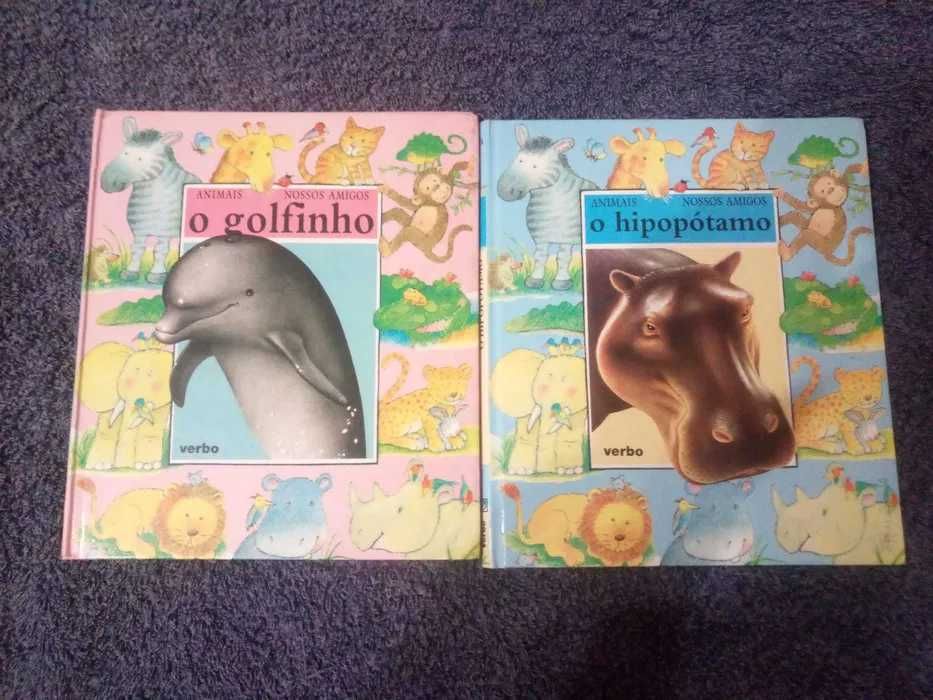 ANIMAIS NOSSOS AMIGOS
o golfinho
verbo
ANIMAIS NOSSOS AMIGOS
o hipopótamo
verbo